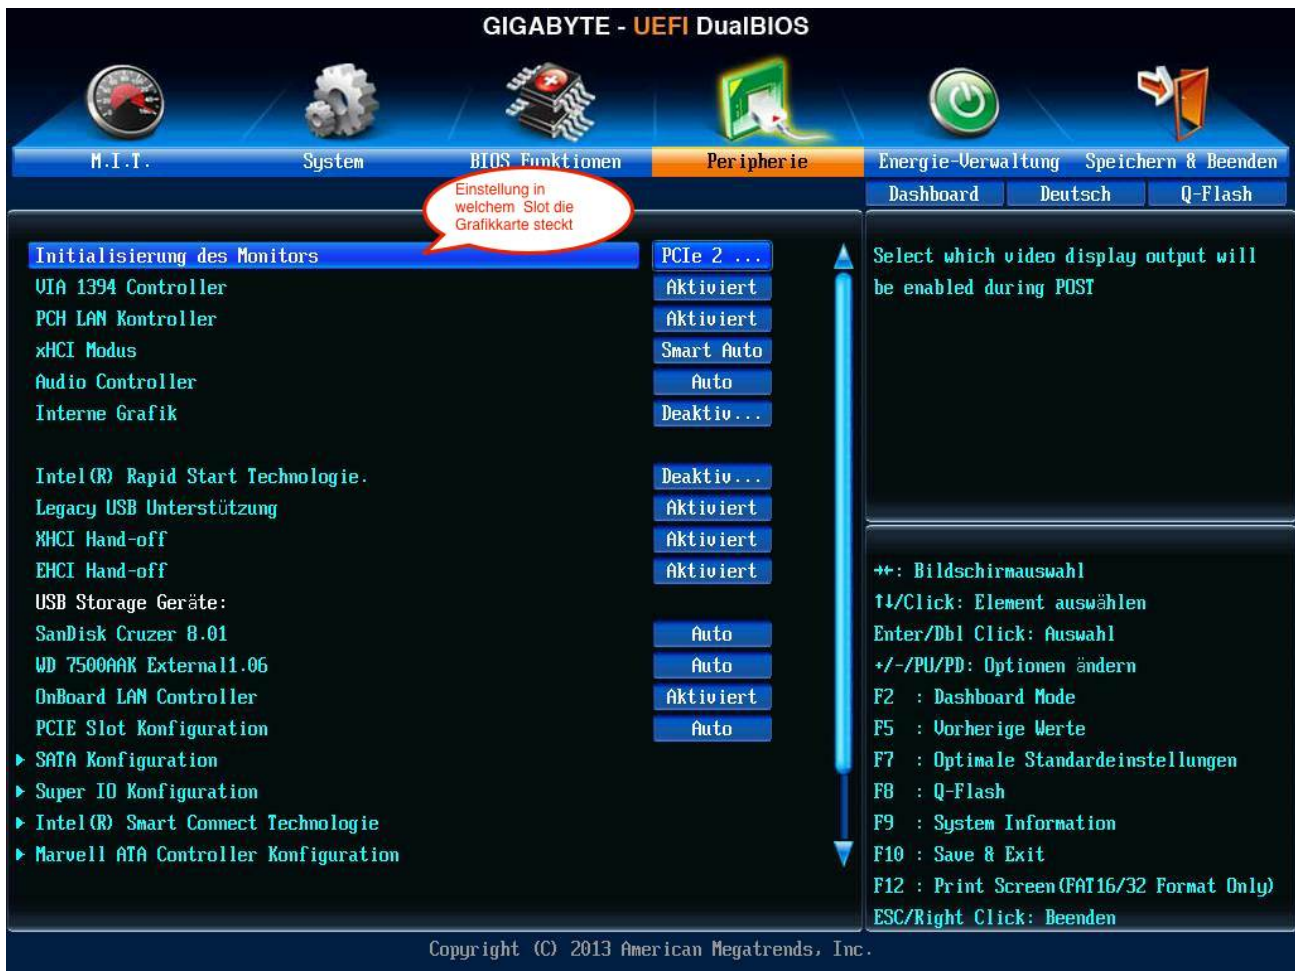 GIGABYTE - UEFI DualBIOS
M.I.T.
System
BIOS Funktionen
Peripherie
Energie-Verwaltung
Speichern & Beenden
Dashboard
Deutsch
Q-Flash
Einstellung in
welchem Slot die
Grafikkarte steckt
Initialisierung des Monitors PCIe 2 ...
VIA 1394 Controller Aktiviert
PCH LAN Kontroller Aktiviert
xHCI Modus Smart Auto
Audio Controller Auto
Interne Grafik Deaktiv...
Intel(R) Rapid Start Technologie. Deaktiv...
Legacy USB Unterstützung Aktiviert
XHCI Hand-off Aktiviert
EHCI Hand-off Aktiviert
USB Storage Geräte:
SanDisk Cruzer 8.01 Auto
WD 7500AAK External1.06 Auto
OnBoard LAN Controller Aktiviert
PCIE Slot Konfiguration Auto
SATA Konfiguration
Super IO Konfiguration
Intel(R) Smart Connect Technologie
Marvell ATA Controller Konfiguration
Select which video display output will
be enabled during POST
→←: Bildschirmauswahl
↑↓/Click: Element auswählen
Enter/Dbl Click: Auswahl
+/-/PU/PD: Optionen ändern
F2 : Dashboard Mode
F5 : Vorherige Werte
F7 : Optimale Standardeinstellungen
F8 : Q-Flash
F9 : System Information
F10 : Save & Exit
F12 : Print Screen(FAT16/32 Format Only)
ESC/Right Click: Beenden
Copyright (C) 2013 American Megatrends, Inc.